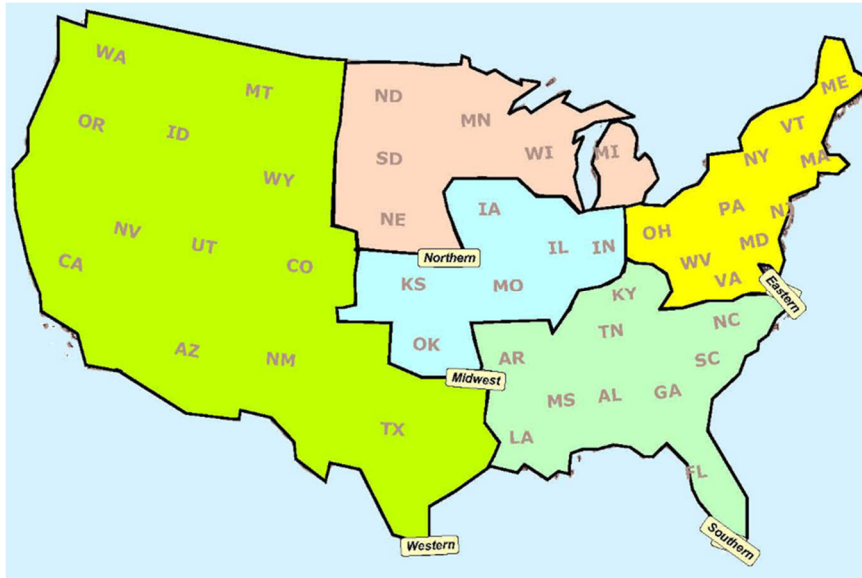 WA
MT
OR
ID
WY
NV
UT
CA
CO
AZ
NM
TX
Western
ND
MN
SD
WI
MI
NE
Northern
IA
IL
IN
KS
MO
OK
Midwest
ME
VT
NY
MA
PA
NJ
OH
MD
WV
VA
Eastern
KY
NC
TN
AR
SC
MS
AL
GA
LA
FL
Southern